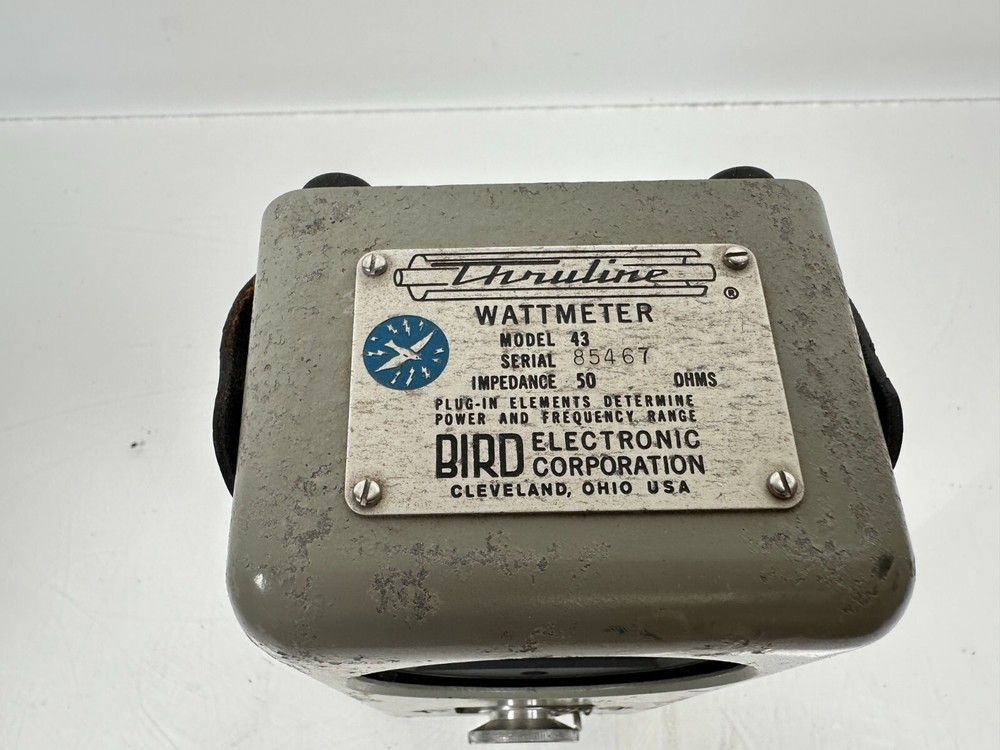 Thruline
®
WATTMETER
MODEL 43
SERIAL 85467
IMPEDANCE 50 OHMS
PLUG-IN ELEMENTS DETERMINE
POWER AND FREQUENCY RANGE
BIRD ELECTRONIC
CORPORATION
CLEVELAND, OHIO USA